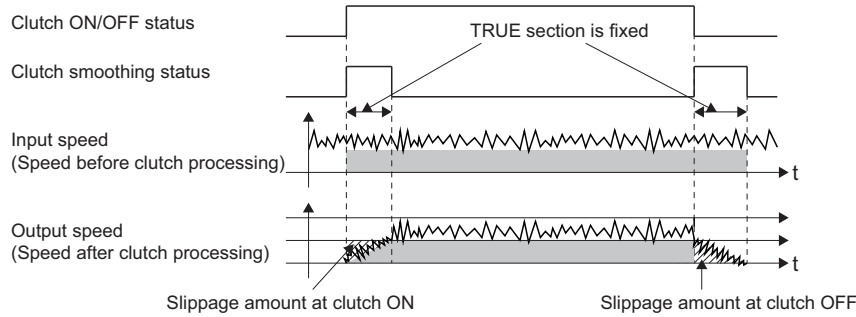 Clutch ON/OFF status
TRUE section is fixed
Clutch smoothing status
Input speed
(Speed before clutch processing)
t
Output speed
(Speed after clutch processing)
t
Slippage amount at clutch ON
Slippage amount at clutch OFF